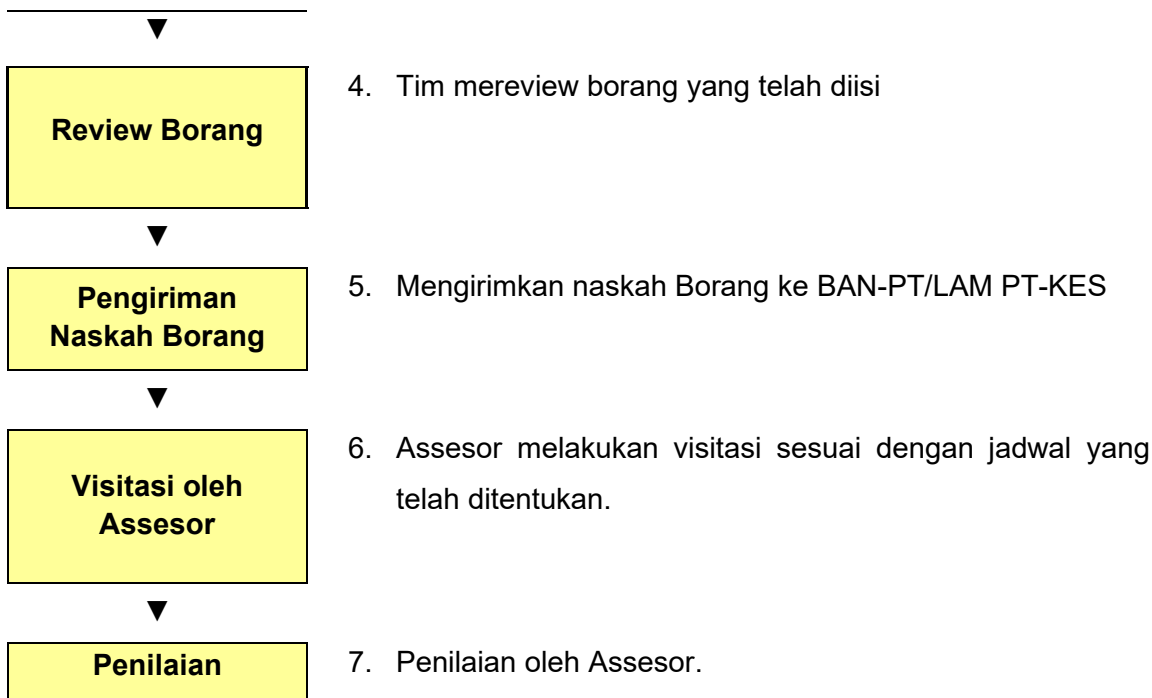 ▼
Review Borang
4. Tim mereview borang yang telah diisi
▼
Pengiriman
Naskah Borang
5. Mengirimkan naskah Borang ke BAN-PT/LAM PT-KES
▼
Visitasi oleh
Assesor
6. Assesor melakukan visitasi sesuai dengan jadwal yang
telah ditentukan.
▼
Penilaian
7. Penilaian oleh Assesor.